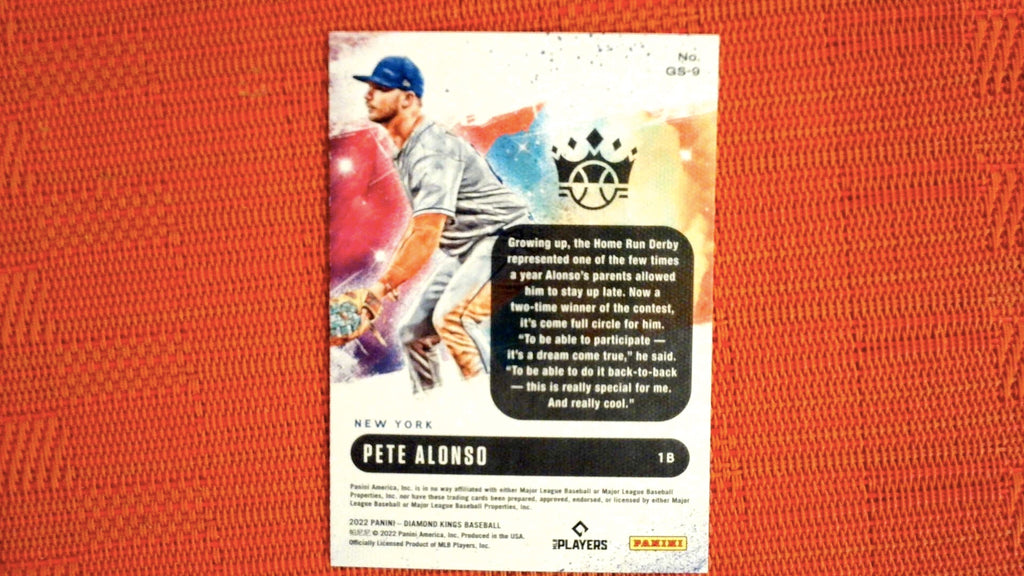 No.
GS-9
Growing up, the Home Run Derby
represented one of the few times
a year Alonso's parents allowed
him to stay up late. Now a
two-time winner of the contest,
it's come full circle for him.
"To be able to participate —
it's a dream come true," he said.
"To be able to do it back-to-back
— this is really special for me.
And really cool."
NEW YORK
PETE ALONSO 1B
Panini America, Inc. is in no way affiliated with either Major League Baseball or Major League Baseball
Properties, Inc. nor have these trading cards been prepared, approved, endorsed, or licensed by either Major
League Baseball or Major League Baseball Properties, Inc.
2022 PANINI – DIAMOND KINGS BASEBALL
帕尼尼 © 2022 Panini America, Inc. Produced in the USA.
Officially Licensed Product of MLB Players, Inc.
MLB PLAYERS
PANINI